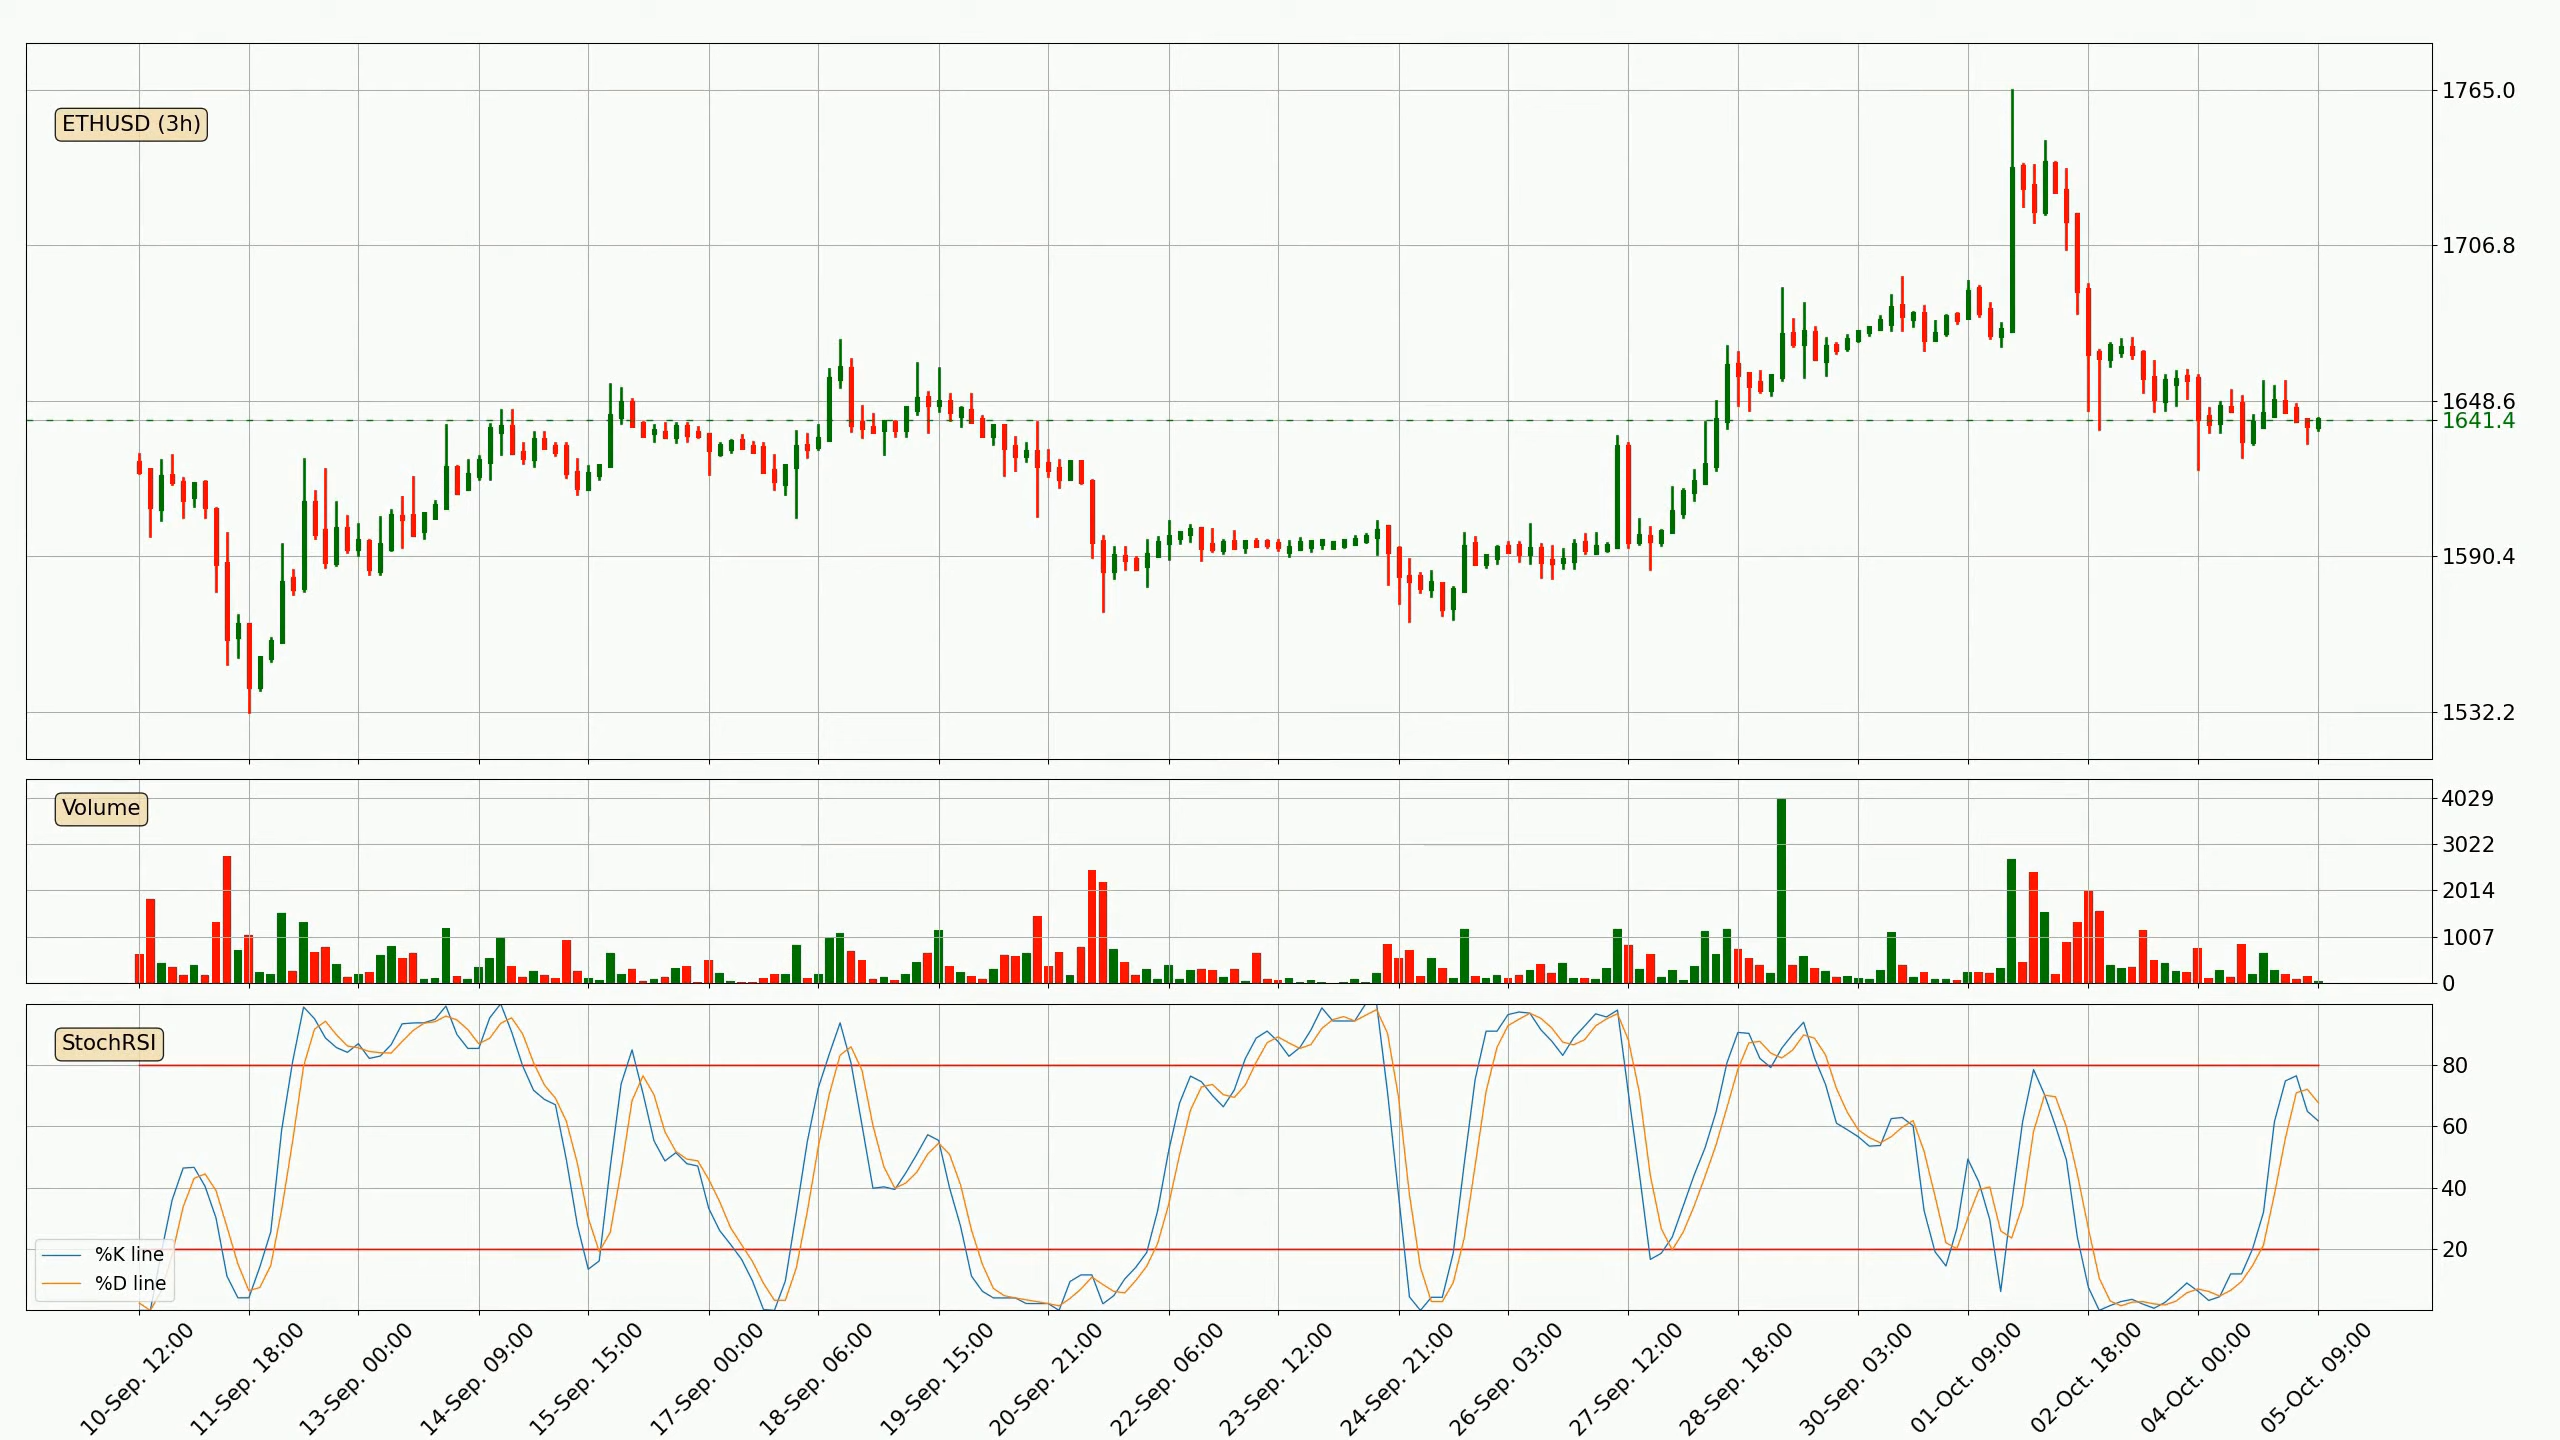 ETHUSD (3h)
1765.0
1706.8
1648.6
1641.4
1590.4
1532.2
Volume
4029
3022
2014
1007
0
StochRSI
80
60
40
20
%K line
%D line
10-Sep. 12:00
11-Sep. 18:00
13-Sep. 00:00
14-Sep. 09:00
15-Sep. 15:00
17-Sep. 00:00
18-Sep. 06:00
19-Sep. 15:00
20-Sep. 21:00
22-Sep. 06:00
23-Sep. 12:00
24-Sep. 21:00
26-Sep. 03:00
27-Sep. 12:00
28-Sep. 18:00
30-Sep. 03:00
01-Oct. 09:00
02-Oct. 18:00
04-Oct. 00:00
05-Oct. 09:00